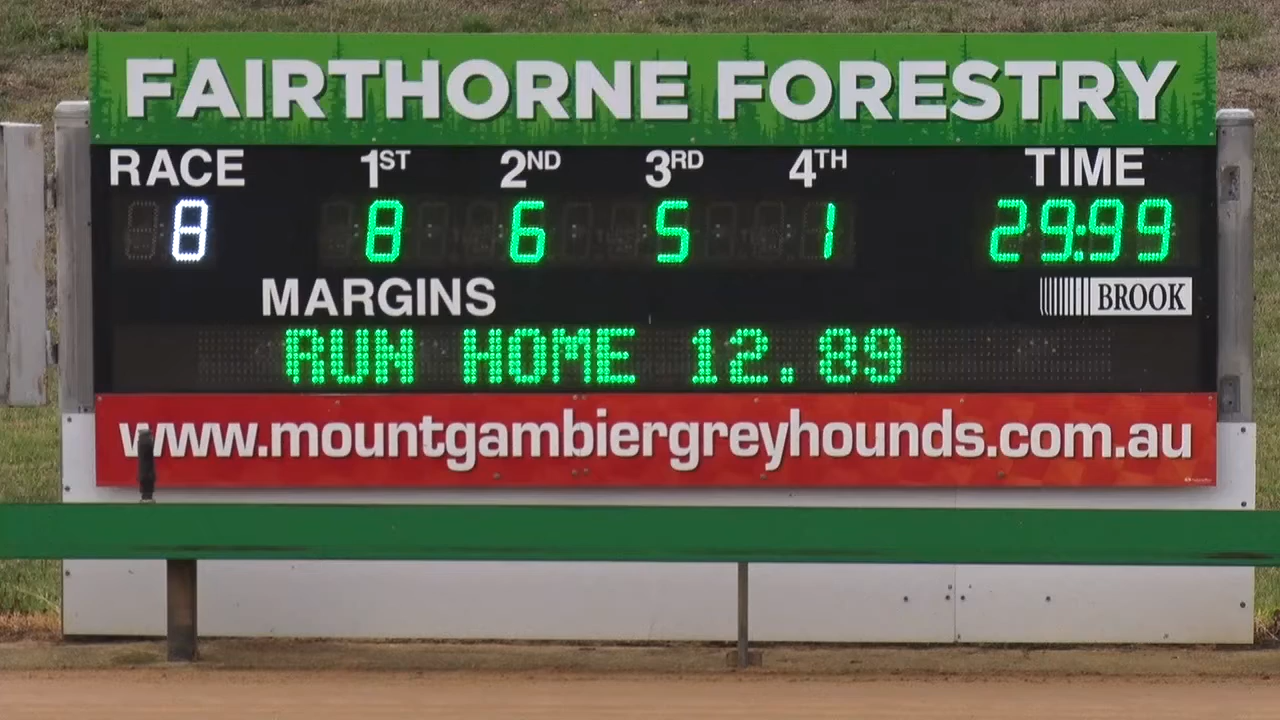 FAIRTHORNE FORESTRY
RACE 1ST 2ND 3RD 4TH TIME
8 8 6 5 1 29:99
MARGINS BROOK
RUN HOME 12.89
www.mountgambiergreyhounds.com.au